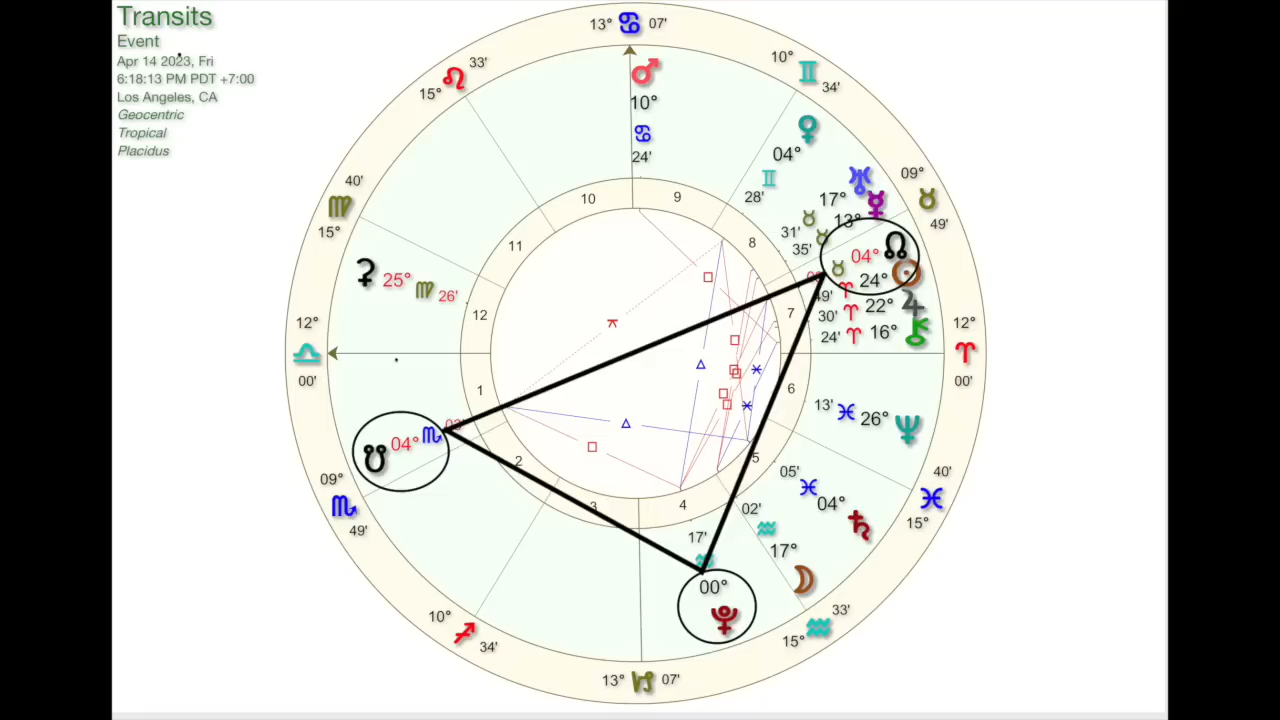 Transits
Event
Apr 14 2023, Fri
6:18:13 PM PDT +7:00
Los Angeles, CA
Geocentric
Tropical
Placidus
13° ♋ 07'
10° ♊ 34'
09° ♉ 49'
12° ♈ 00'
15° ♓ 40'
15° ♒ 33'
13° ♑ 07'
10° ♐ 34'
09° ♏ 49'
12° ♎ 00'
15° ♍ 40'
15° ♌ 33'
♂ 10° ♋ 24'
♀ 04° ♊ 28'
♅ 17° ♉ 31'
☿ 13° ♉ 35'
☊ 04° ♉
☉ 24° ♈ 49'
♃ 22° ♈ 30'
⚷ 16° ♈ 24'
♆ 26° ♓ 13'
♄ 04° ♓ 05'
☽ 17° ♒ 02'
♇ 00° ♒ 17'
☋ 04° ♏
⚳ 25° ♍ 26'
1
2
3
4
5
6
7
8
9
10
11
12